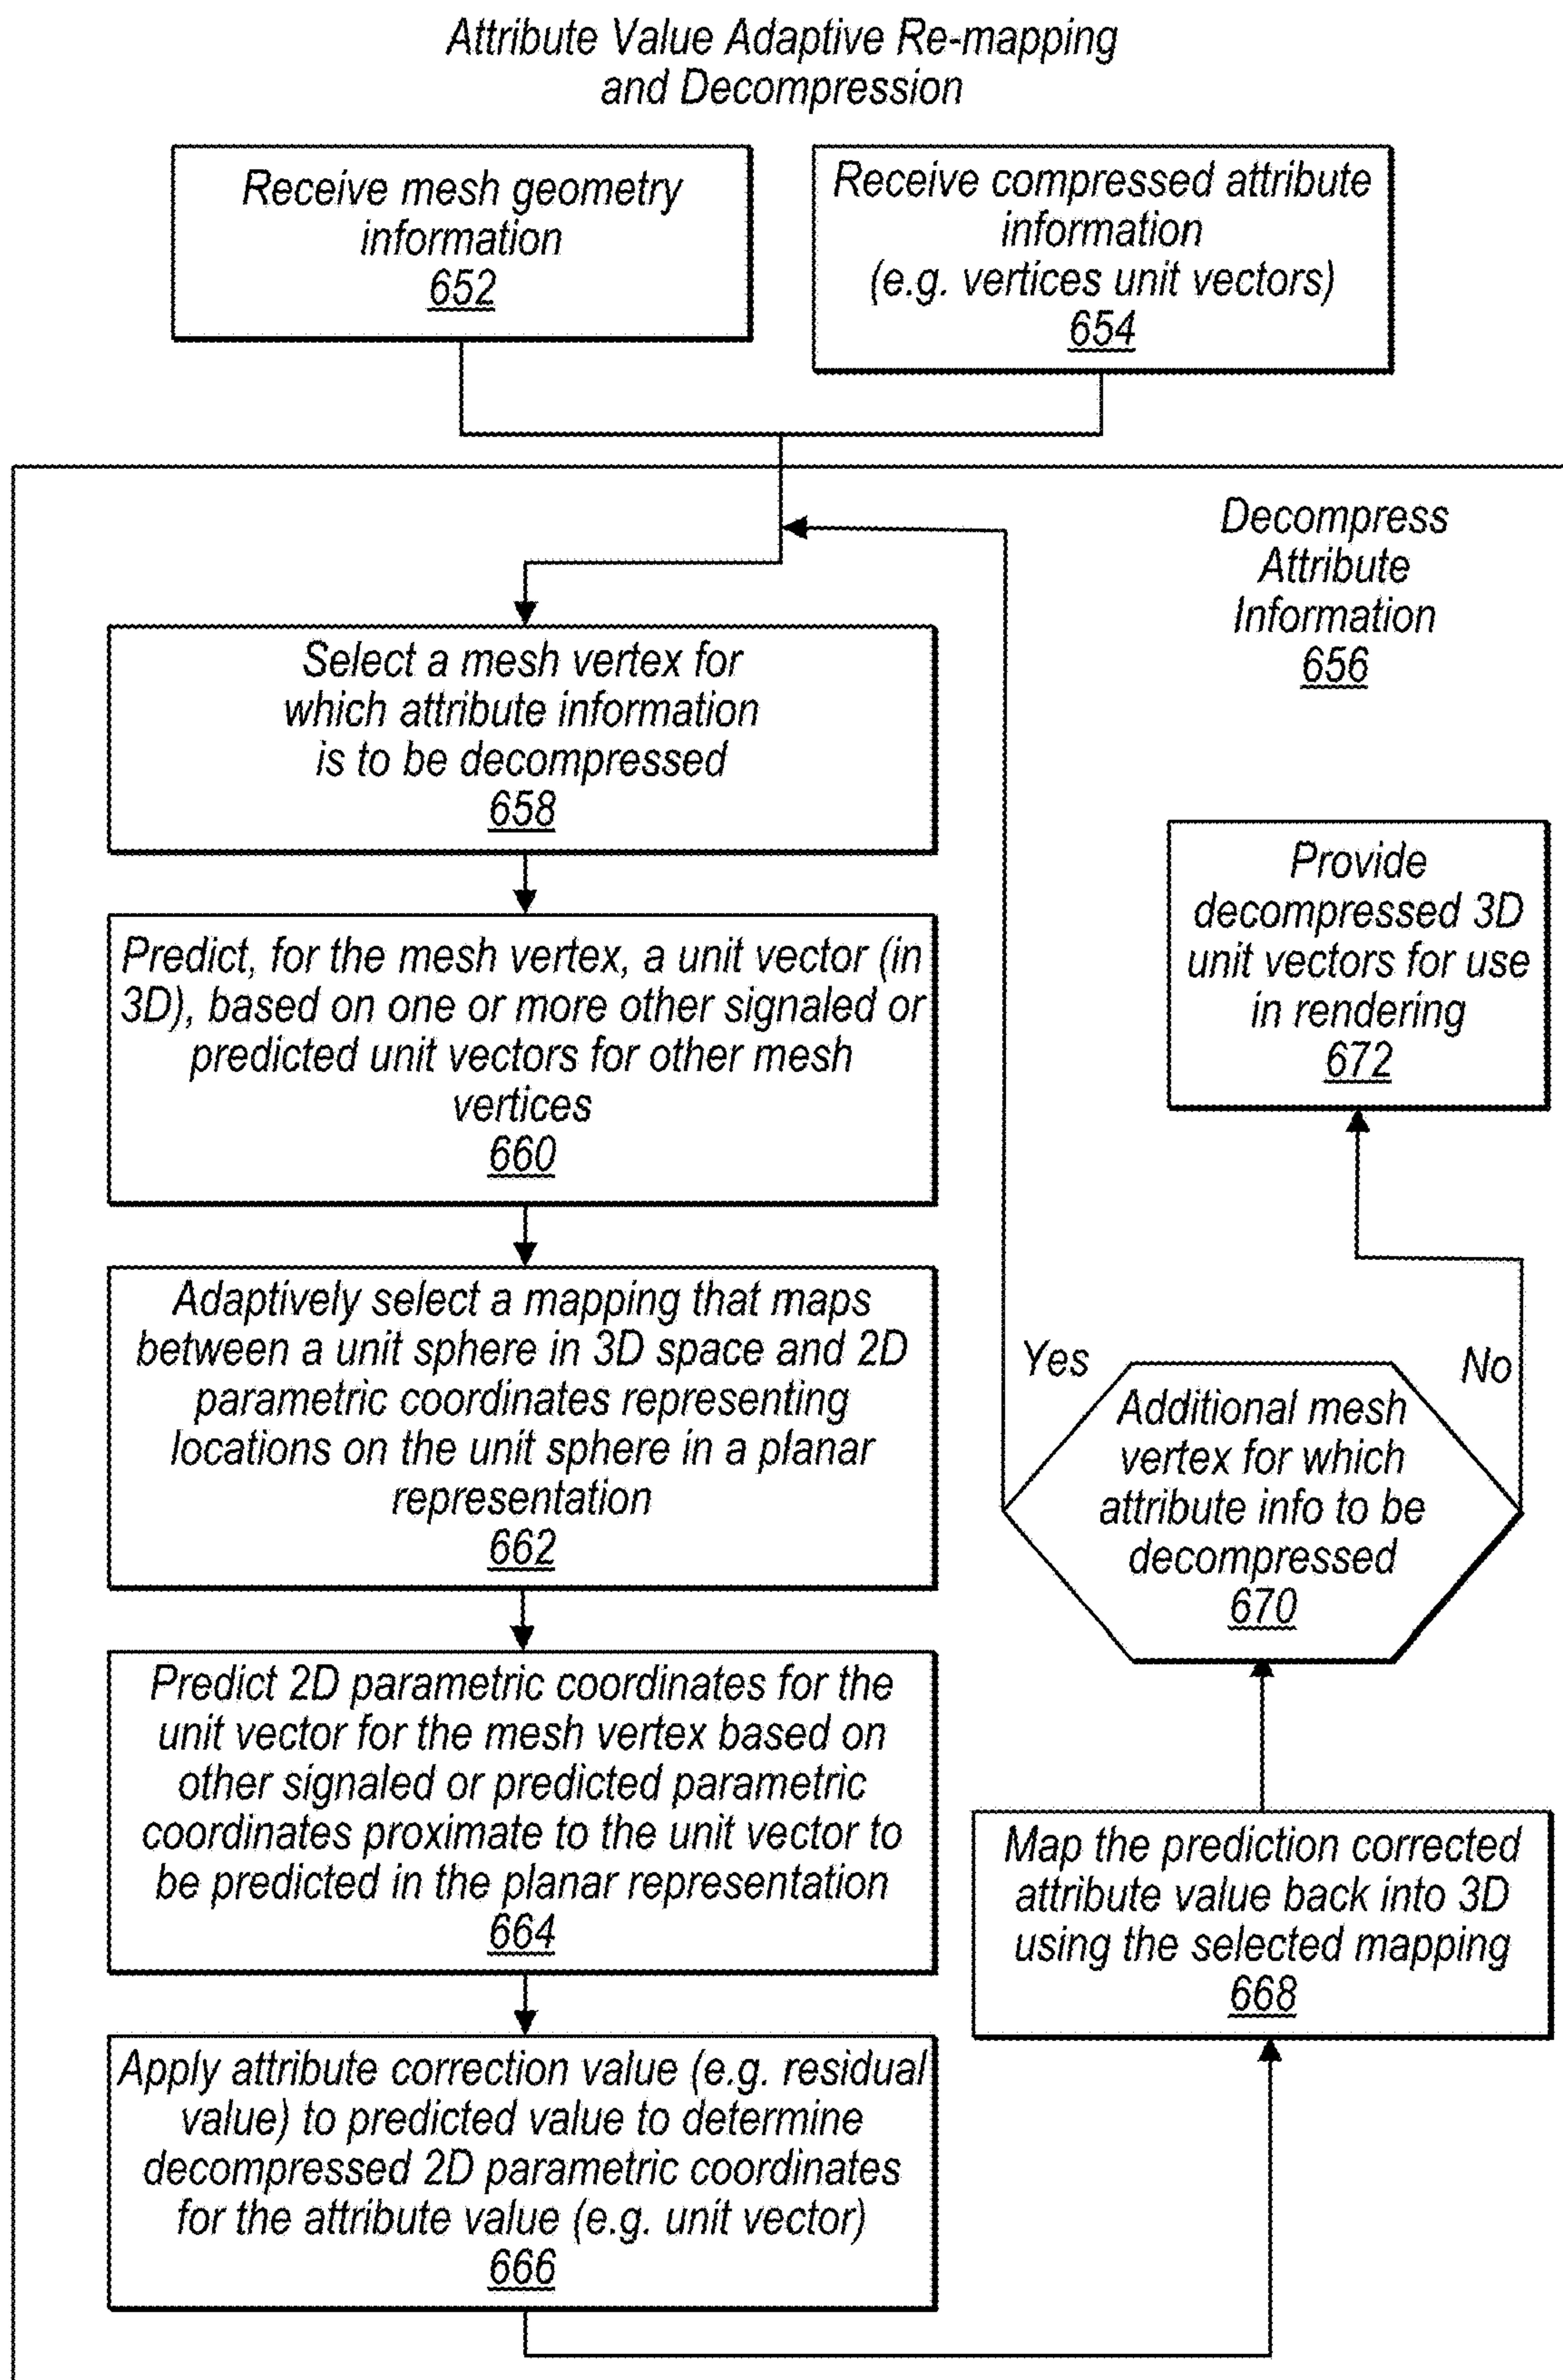 Attribute Value Adaptive Re-mapping
and Decompression
Receive mesh geometry
information
652
Receive compressed attribute
information
(e.g. vertices unit vectors)
654
Decompress
Attribute
Information
656
Select a mesh vertex for
which attribute information
is to be decompressed
658
Predict, for the mesh vertex, a unit vector (in
3D), based on one or more other signaled or
predicted unit vectors for other mesh
vertices
660
Adaptively select a mapping that maps
between a unit sphere in 3D space and 2D
parametric coordinates representing
locations on the unit sphere in a planar
representation
662
Predict 2D parametric coordinates for the
unit vector for the mesh vertex based on
other signaled or predicted parametric
coordinates proximate to the unit vector to
be predicted in the planar representation
664
Apply attribute correction value (e.g. residual
value) to predicted value to determine
decompressed 2D parametric coordinates
for the attribute value (e.g. unit vector)
666
Map the prediction corrected
attribute value back into 3D
using the selected mapping
668
Additional mesh
vertex for which
attribute info to be
decompressed
670
Yes
No
Provide
decompressed 3D
unit vectors for use
in rendering
672